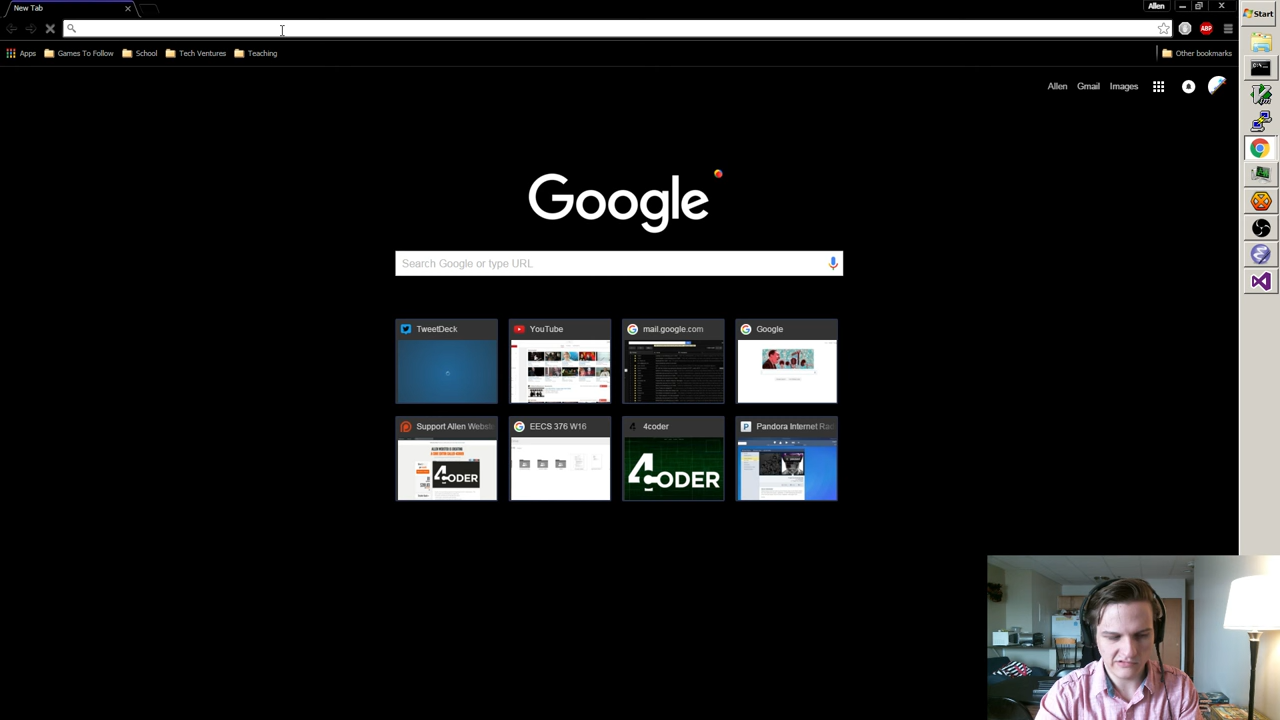 New Tab
Allen
Start
Apps Games To Follow School Tech Ventures Teaching Other bookmarks
ABP
Allen Gmail Images
Google
Search Google or type URL
TweetDeck YouTube mail.google.com Google
Support Allen Webste EECS 376 W16 4coder Pandora Internet Ra
4CODER 4CODER